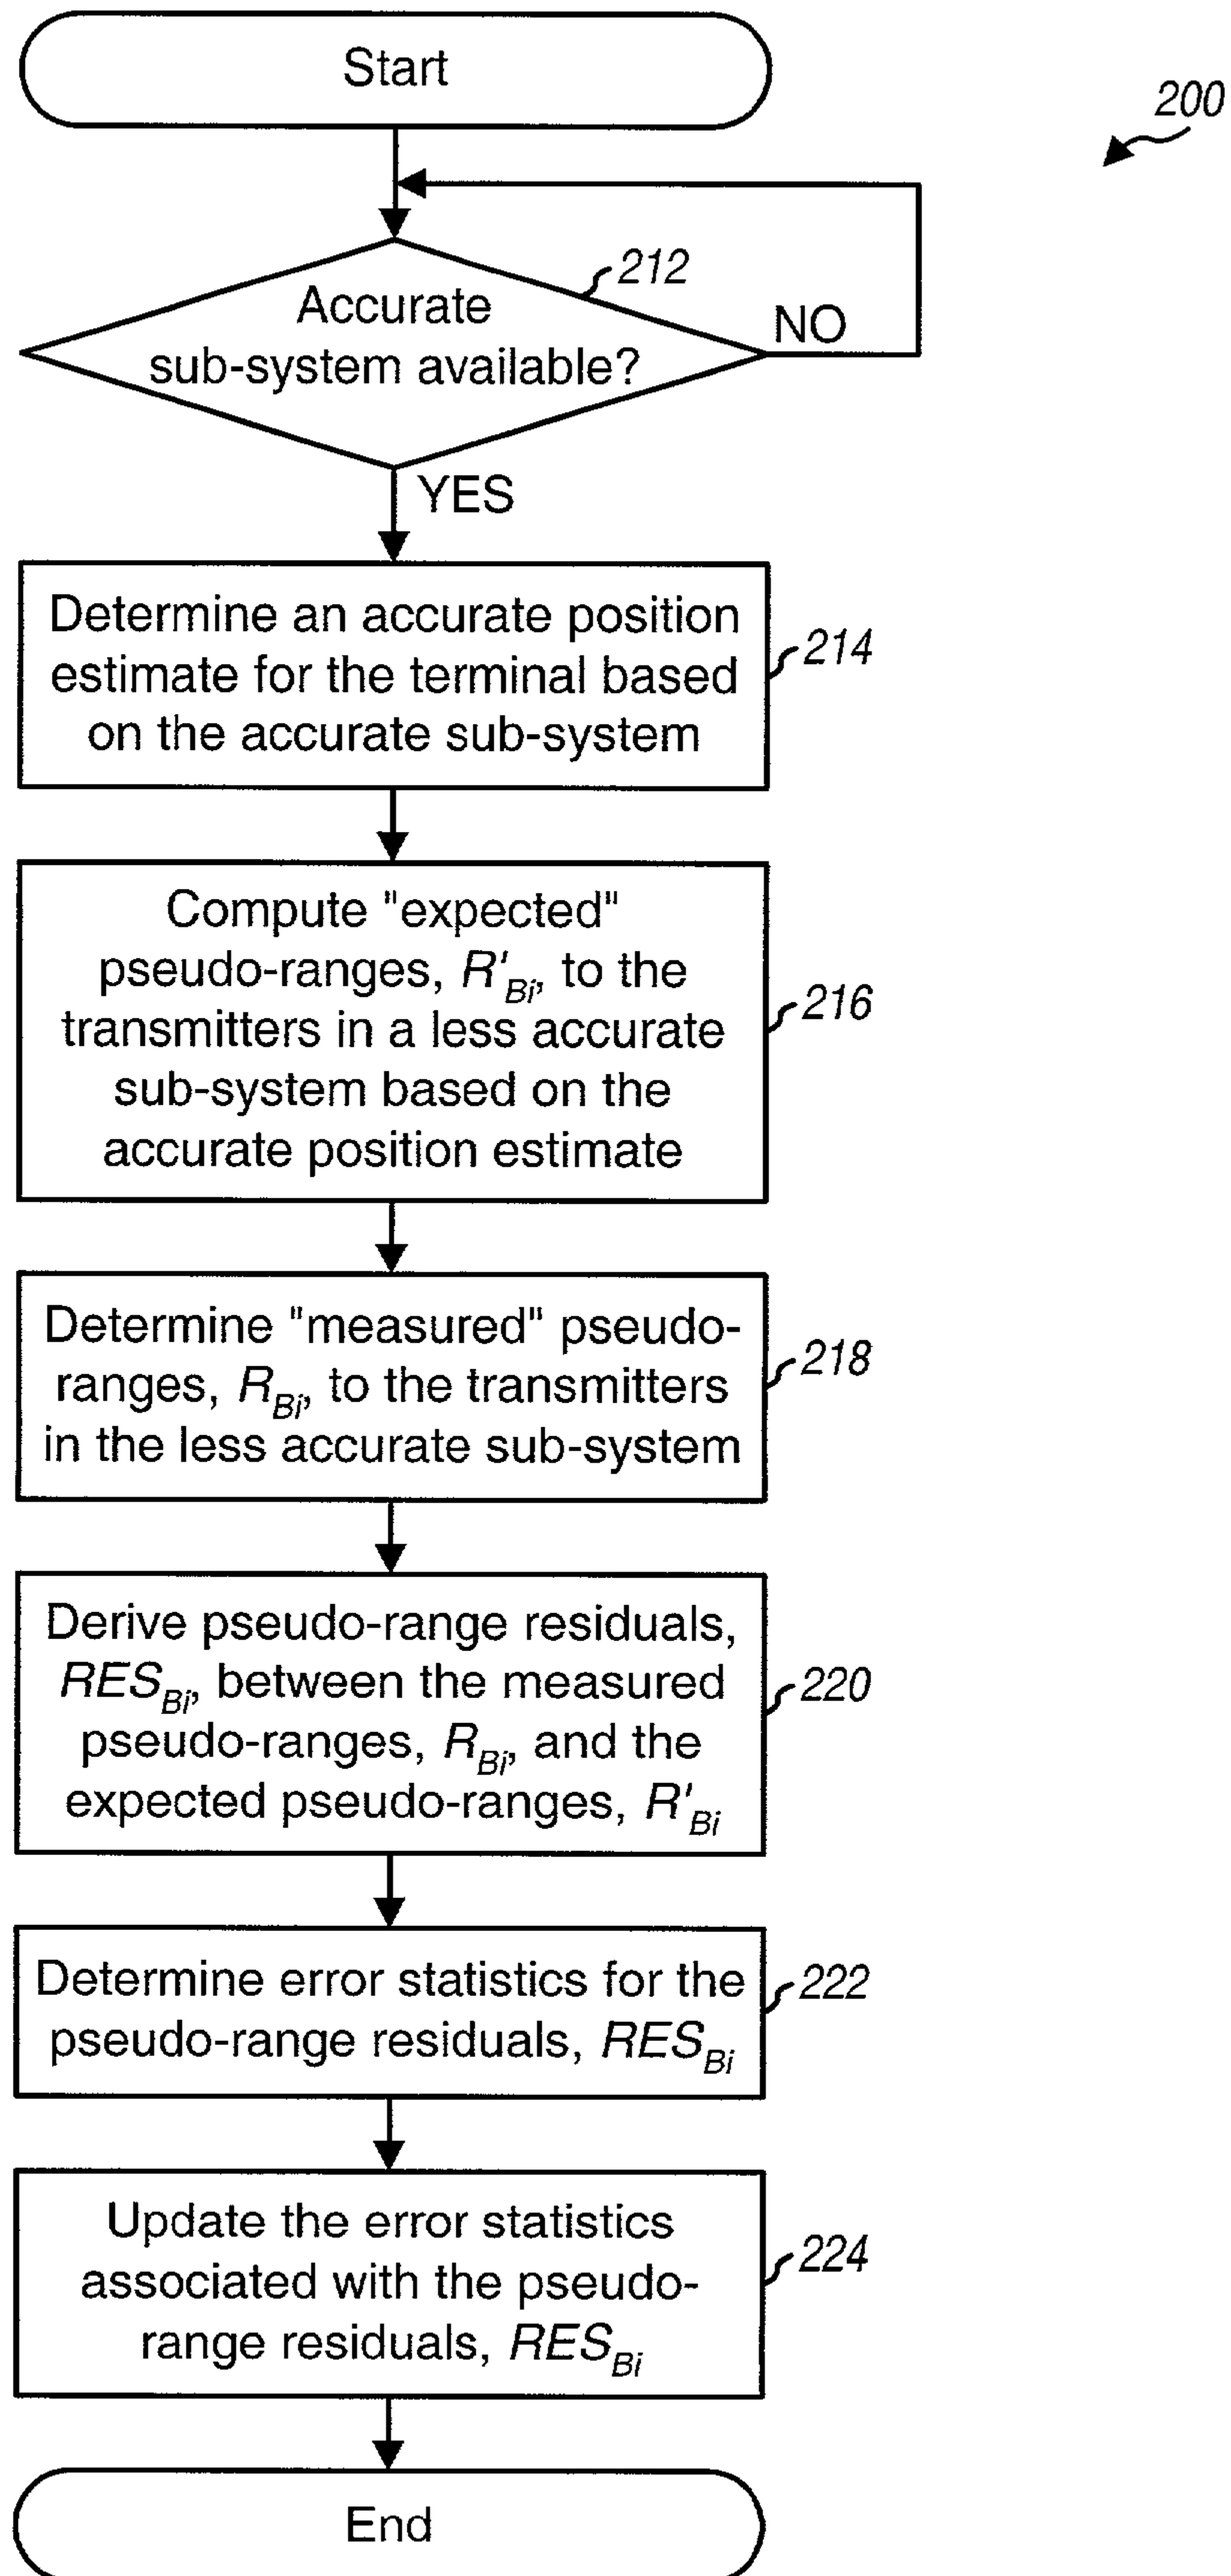 Start
200
212
Accurate
sub-system available?
NO
YES
Determine an accurate position
estimate for the terminal based
on the accurate sub-system
214
Compute "expected"
pseudo-ranges, R'Bi, to the
transmitters in a less accurate
sub-system based on the
accurate position estimate
216
Determine "measured" pseudo-
ranges, RBi, to the transmitters
in the less accurate sub-system
218
Derive pseudo-range residuals,
RESBi, between the measured
pseudo-ranges, RBi, and the
expected pseudo-ranges, R'Bi
220
Determine error statistics for the
pseudo-range residuals, RESBi
222
Update the error statistics
associated with the pseudo-
range residuals, RESBi
224
End